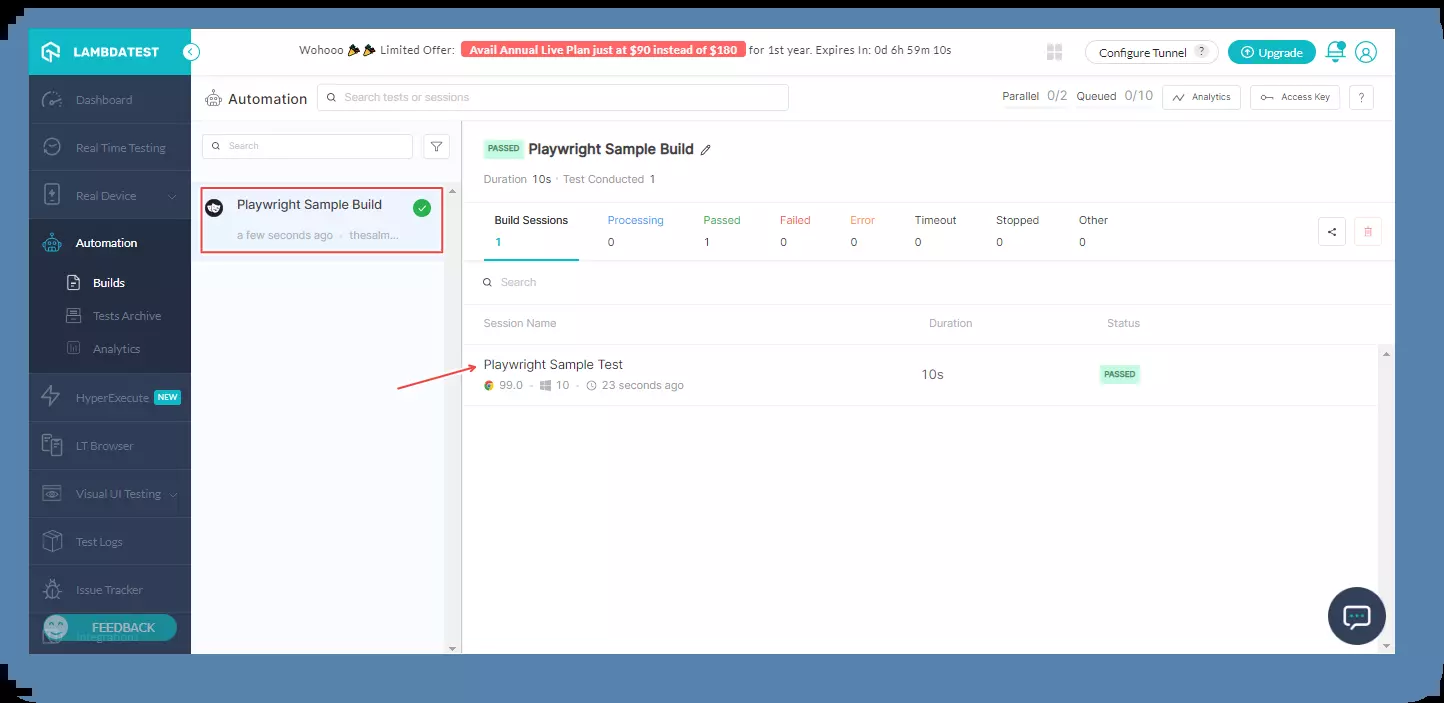 LAMBDATEST
Wohooo Limited Offer: Avail Annual Live Plan just at $90 instead of $180 for 1st year. Expires In: 0d 6h 59m 10s
Configure Tunnel ?
Upgrade
Dashboard
Real Time Testing
Real Device
Automation
Builds
Tests Archive
Analytics
HyperExecute NEW
LT Browser
Visual UI Testing
Test Logs
Issue Tracker
Integrations
FEEDBACK
Automation
Search tests or sessions
Parallel 0/2 Queued 0/10
Analytics
Access Key
?
Search
Playwright Sample Build
a few seconds ago - thesalm...
PASSED Playwright Sample Build
Duration 10s · Test Conducted 1
Build Sessions Processing Passed Failed Error Timeout Stopped Other
1 0 1 0 0 0 0 0
Search
Session Name Duration Status
Playwright Sample Test
99.0 - 10 - 23 seconds ago
10s
PASSED